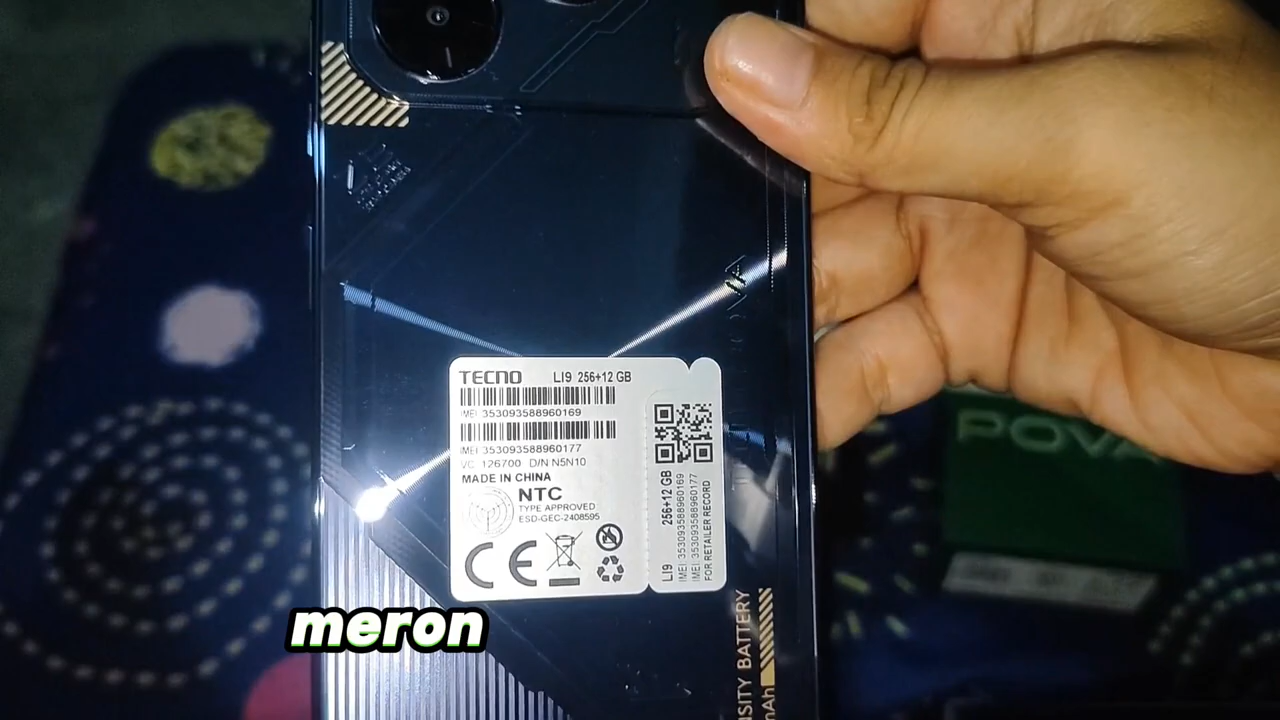 TECNO LI9 256+12 GB
IMEI 353093588960169
IMEI 353093588960177
VC 126700 D/N N5N10
MADE IN CHINA
NTC
TYPE APPROVED
ESD-GEC-2408595
CE
LI9 256+12 GB
IMEI: 353093588960169
IMEI: 353093588960177
FOR RETAILER RECORD
BATTERY
mAh
POVA
meron